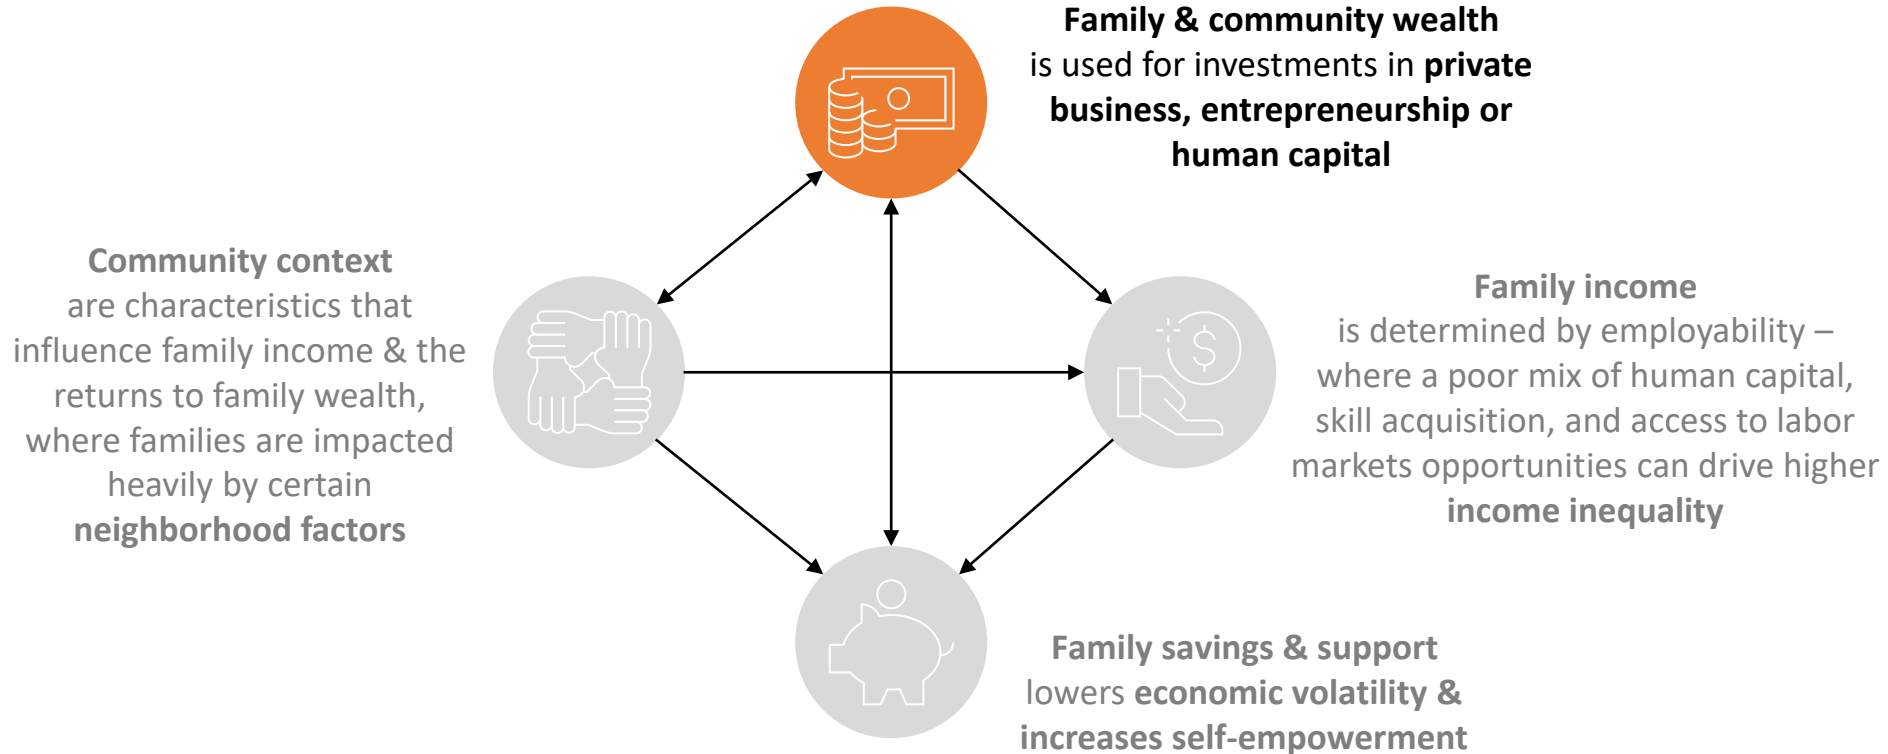 Family & community wealth
is used for investments in private
business, entrepreneurship or
human capital
Community context
are characteristics that
influence family income & the
returns to family wealth,
where families are impacted
heavily by certain
neighborhood factors
Family income
is determined by employability –
where a poor mix of human capital,
skill acquisition, and access to labor
markets opportunities can drive higher
income inequality
$
Family savings & support
lowers economic volatility &
increases self-empowerment